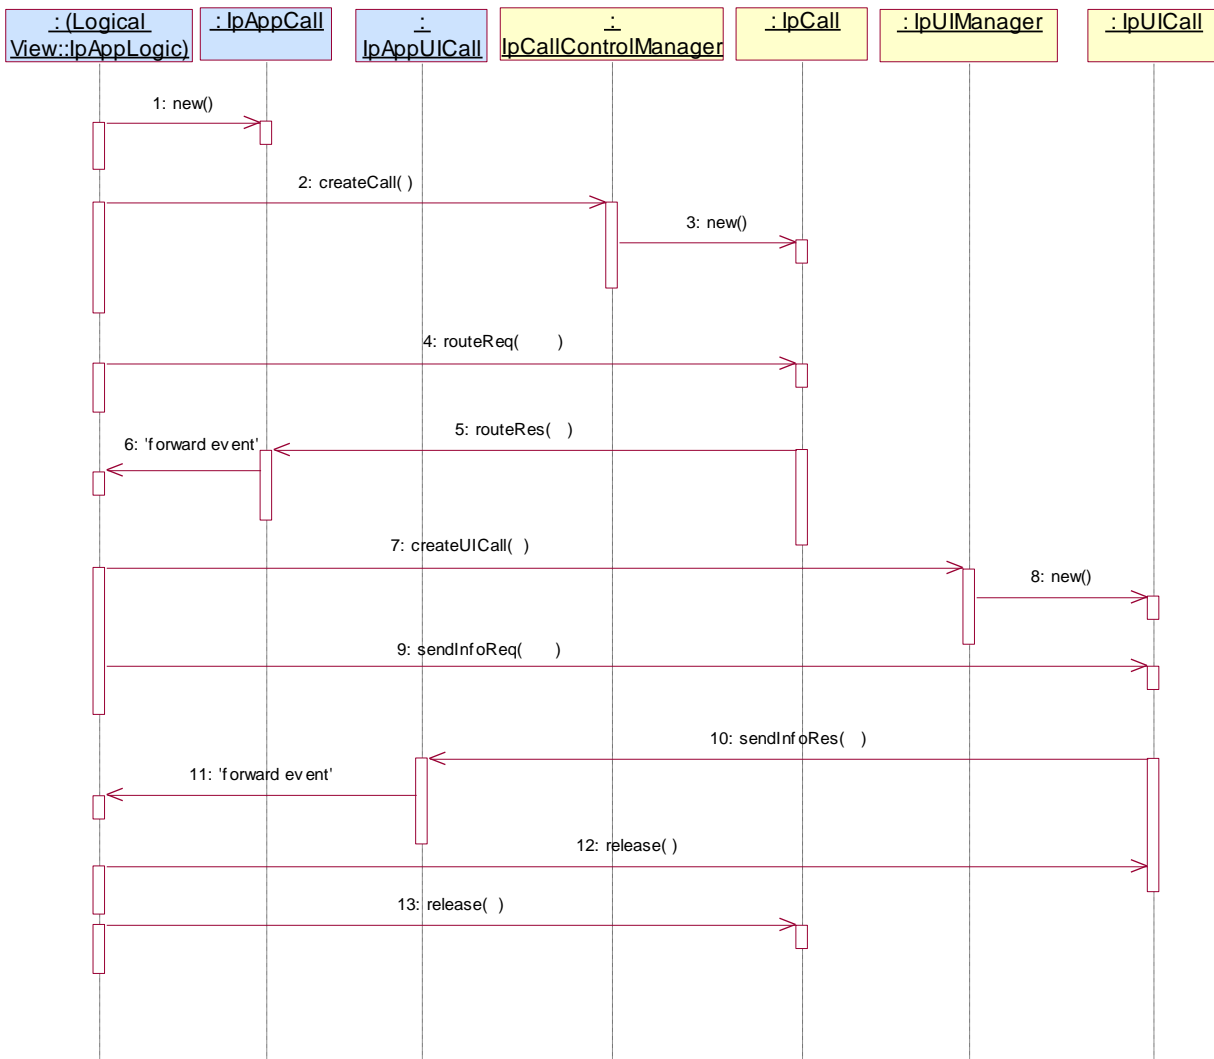 : (Logical
View::IpAppLogic)
: IpAppCall
:
IpAppUICall
:
IpCallControlManager
: IpCall
: IpUIManager
: IpUICall
1: new()
2: createCall( )
3: new()
4: routeReq(        )
5: routeRes(   )
6: 'forward event'
7: createUICall(  )
8: new()
9: sendInfoReq(      )
10: sendInfoRes(   )
11: 'forward event'
12: release( )
13: release(  )